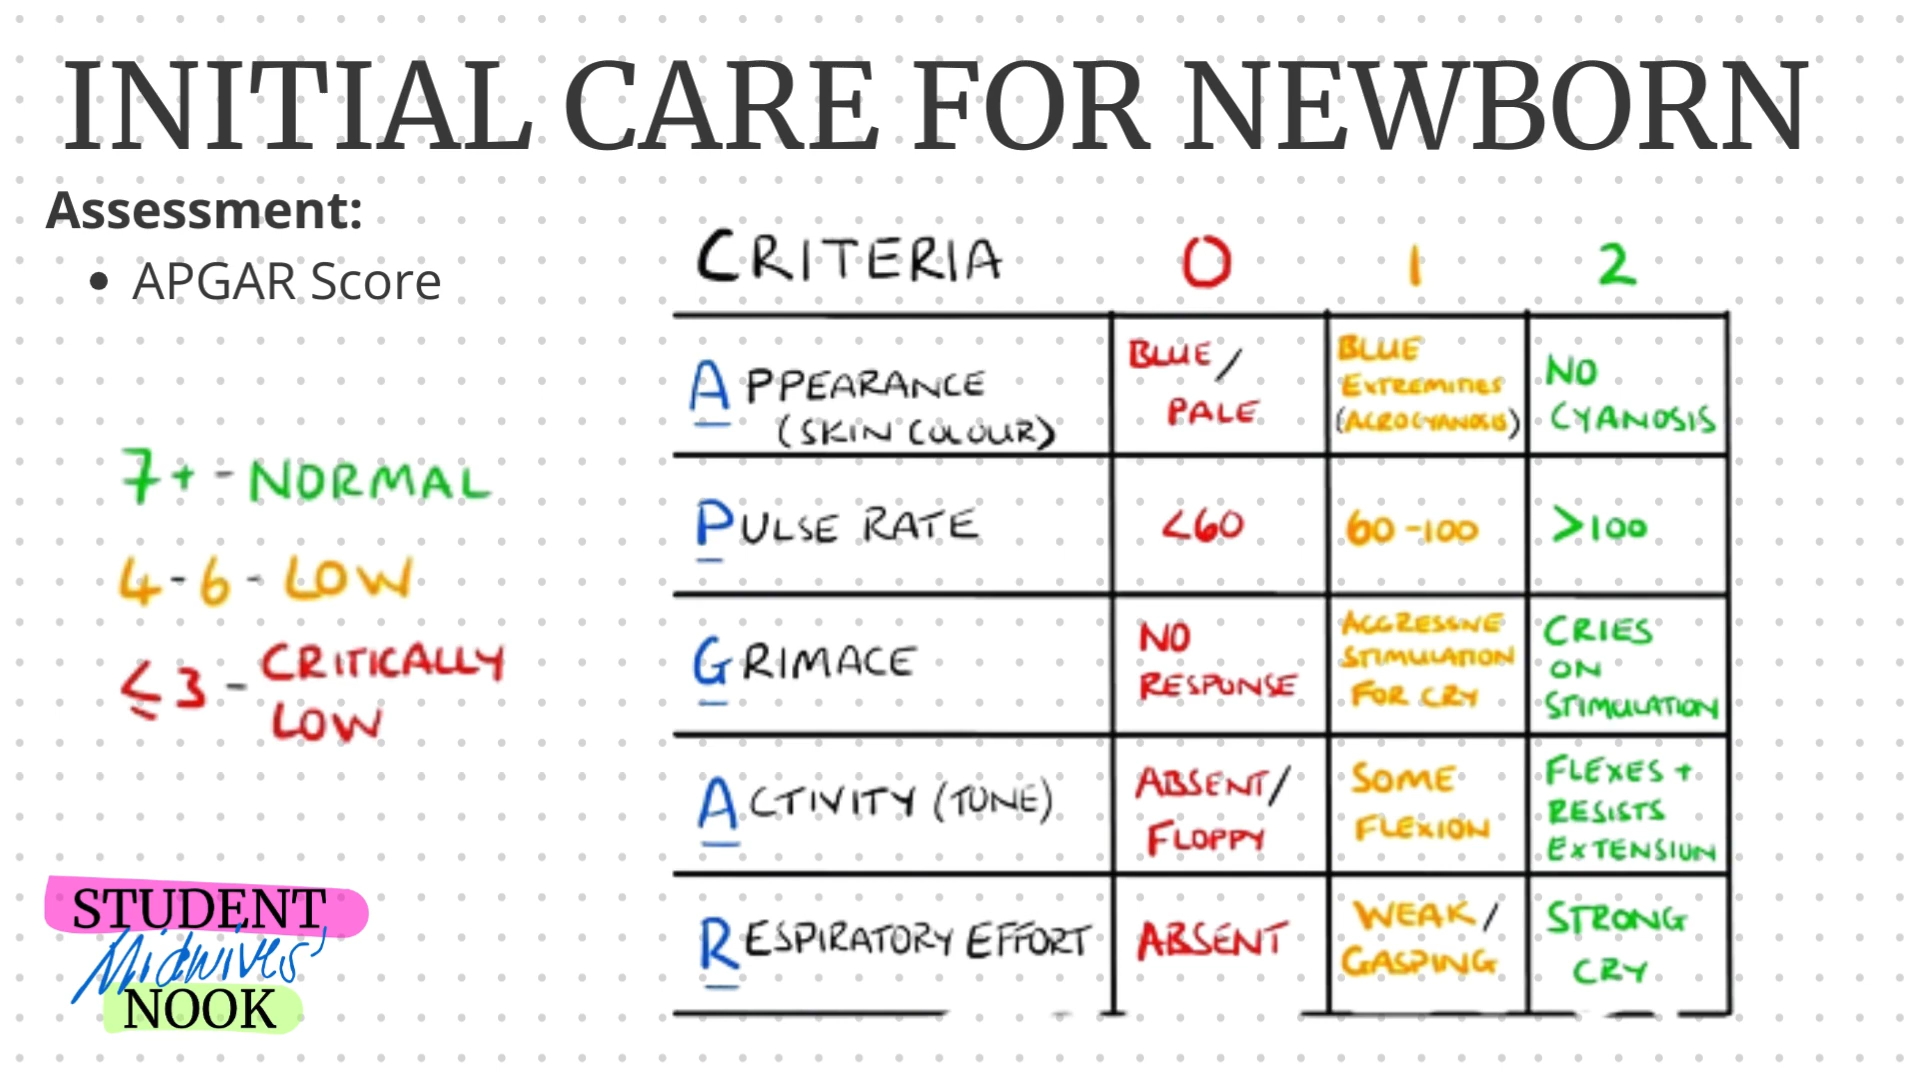 INITIAL CARE FOR NEWBORN
Assessment:
• APGAR Score
7+ - NORMAL
4-6- LOW
≤3 - CRITICALLY
LOW
STUDENT
Midwives'
NOOK
CRITERIA 0 1 2
APPEARANCE
(SKIN COLOUR)
BLUE/
PALE
BLUE
EXTREMITIES
(ACROCYANOSIS)
NO
CYANOSIS
PULSE RATE
<60
60-100
>100
GRIMACE
NO
RESPONSE
AGGRESSIVE
STIMULATION
FOR CRY
CRIES
ON
STIMULATION
ACTIVITY (TONE)
ABSENT/
FLOPPY
SOME
FLEXION
FLEXES +
RESISTS
EXTENSION
RESPIRATORY EFFORT
ABSENT
WEAK/
GASPING
STRONG
CRY